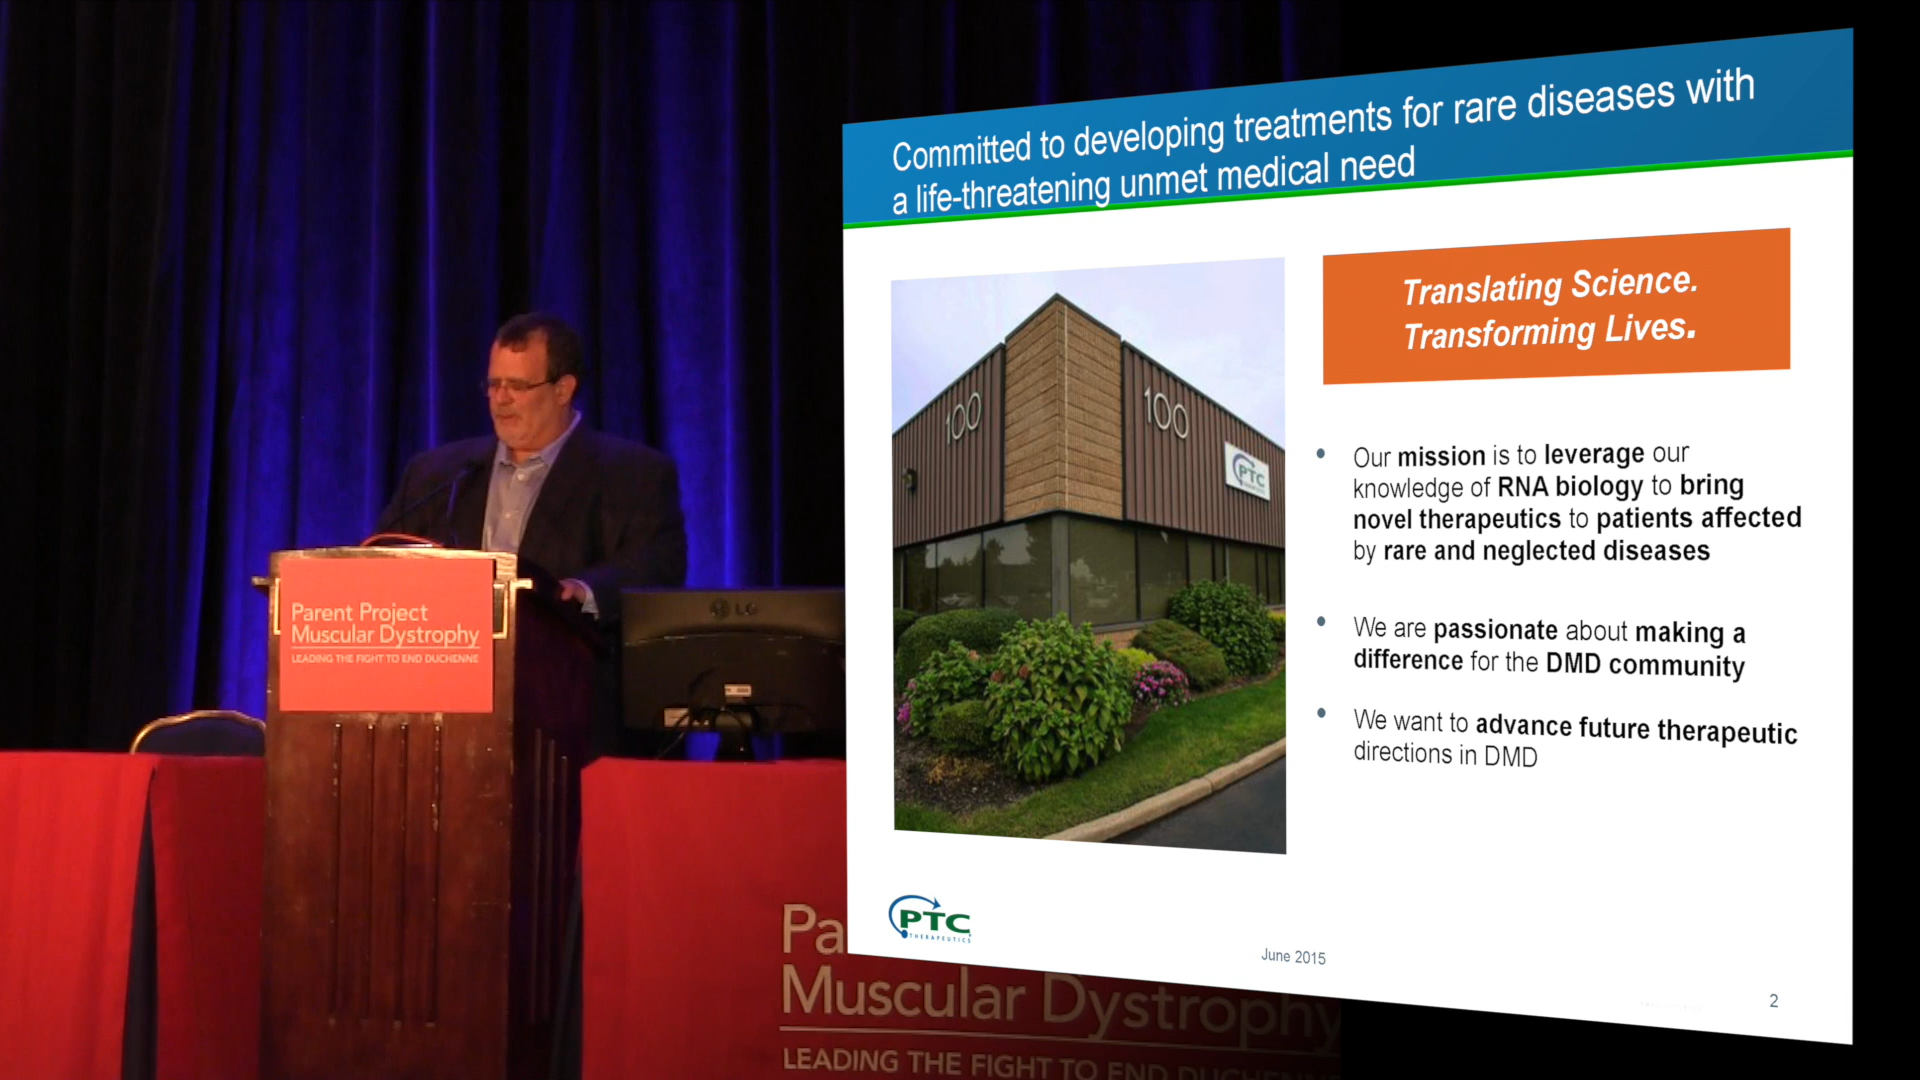 Committed to developing treatments for rare diseases with
a life-threatening unmet medical need
Translating Science.
Transforming Lives.
100
100
PTC
• Our mission is to leverage our
knowledge of RNA biology to bring
novel therapeutics to patients affected
by rare and neglected diseases
• We are passionate about making a
difference for the DMD community
• We want to advance future therapeutic
directions in DMD
PTC
THERAPEUTICS
June 2015
2
LG
Parent Project
Muscular Dystrophy
LEADING THE FIGHT TO END DUCHENNE
Pa
Muscular Dystrophy
LEADING THE FIGHT TO END DUCHENNE